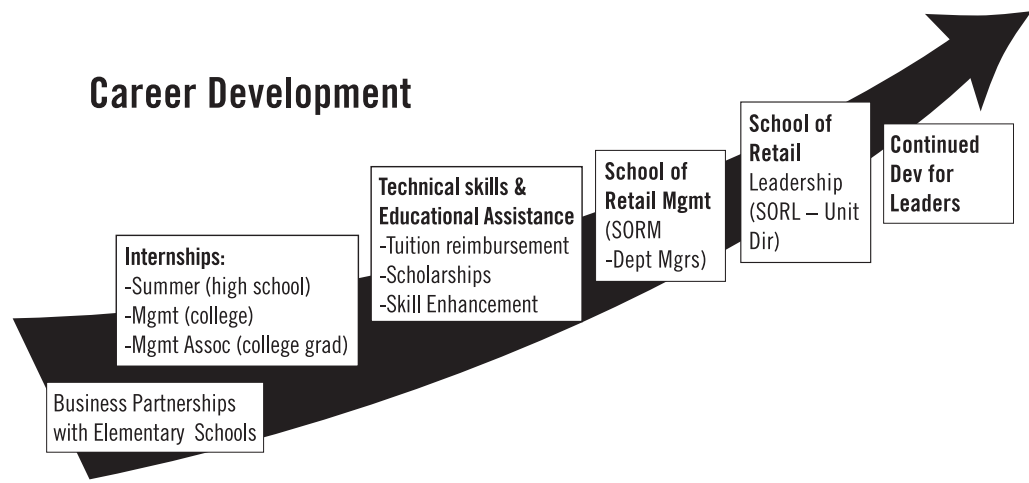 Career Development
Business Partnerships
with Elementary Schools
Internships:
-Summer (high school)
-Mgmt (college)
-Mgmt Assoc (college grad)
Technical skills &
Educational Assistance
-Tuition reimbursement
-Scholarships
-Skill Enhancement
School of
Retail Mgmt
(SORM
-Dept Mgrs)
School of
Retail
Leadership
(SORL – Unit
Dir)
Continued
Dev for
Leaders